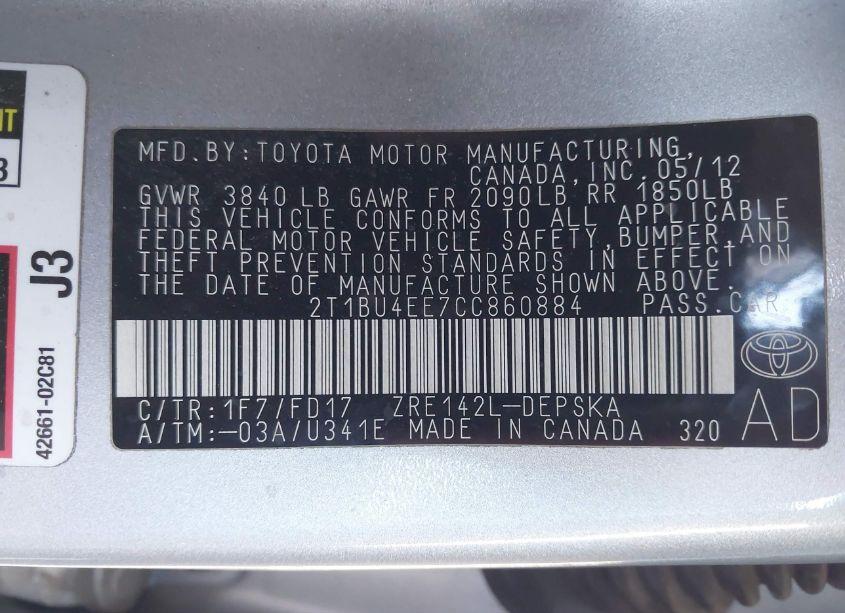 MFD.BY:TOYOTA MOTOR MANUFACTURING,
CANADA,INC.05/12
GVWR 3840 LB GAWR FR 2090LB RR 1850LB
THIS VEHICLE CONFORMS TO ALL APPLICABLE
FEDERAL MOTOR VEHICLE SAFETY,BUMPER,AND
THEFT PREVENTION STANDARDS IN EFFECT ON
THE DATE OF MANUFACTURE SHOWN ABOVE.
2T1BU4EE7CC860884 PASS.CAR
C/TR:1F7/FD17 ZRE142L-DEPSKA
A/TM:-03A/U341E MADE IN CANADA 320
AD
J3
42661-02C81
3